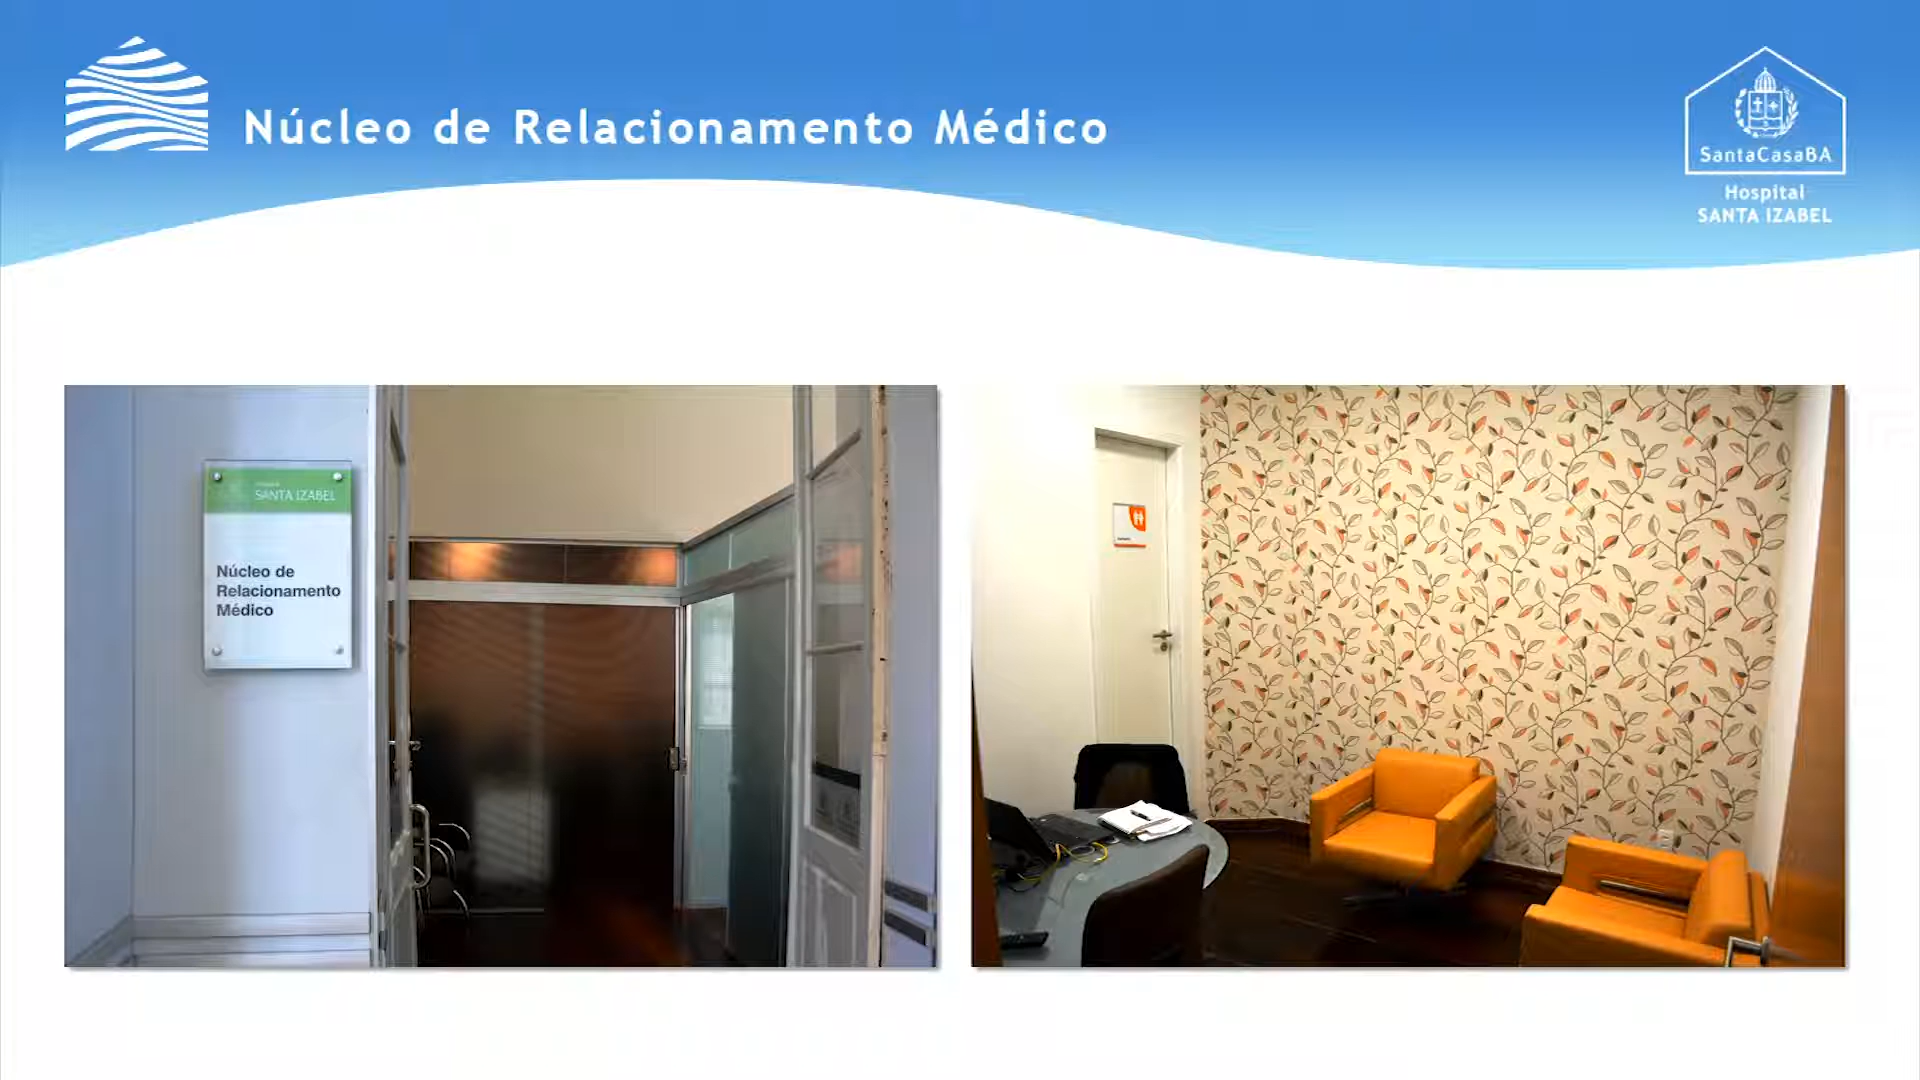 Núcleo de Relacionamento Médico
SantaCasaBA
Hospital
SANTA IZABEL
SANTA IZABEL
Núcleo de
Relacionamento
Médico